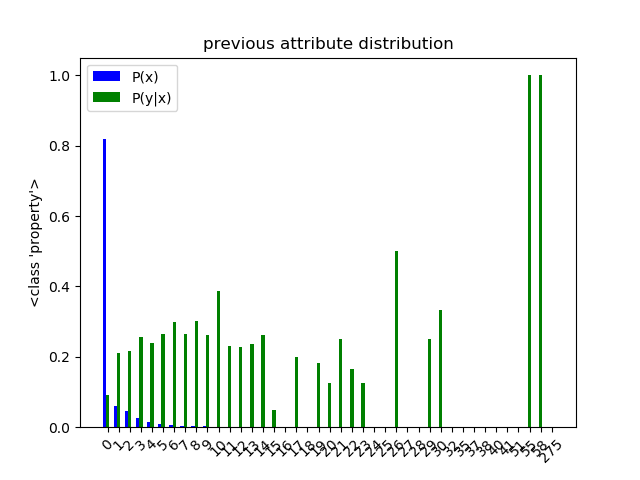 previous attribute distribution
P(x)
P(y|x)
<class 'property'>
1.0
0.8
0.6
0.4
0.2
0.0
0 1 2 3 4 5 6 7 8 9 10 11 12 13 14 15 16 17 18 19 20 21 22 23 24 25 26 27 28 29 30 32 35 37 38 40 41 51 55 58 275